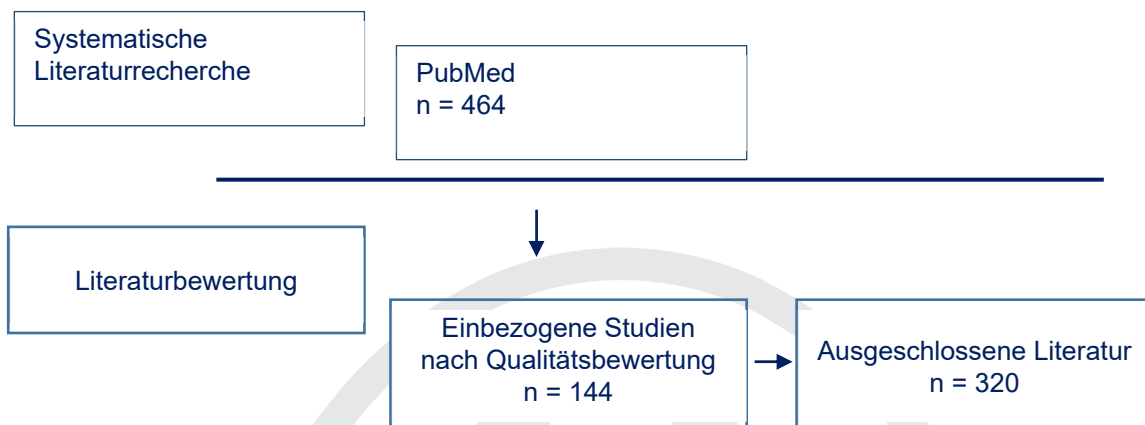 Systematische
Literaturrecherche
PubMed
n = 464
Literaturbewertung
Einbezogene Studien
nach Qualitätsbewertung
n = 144
Ausgeschlossene Literatur
n = 320